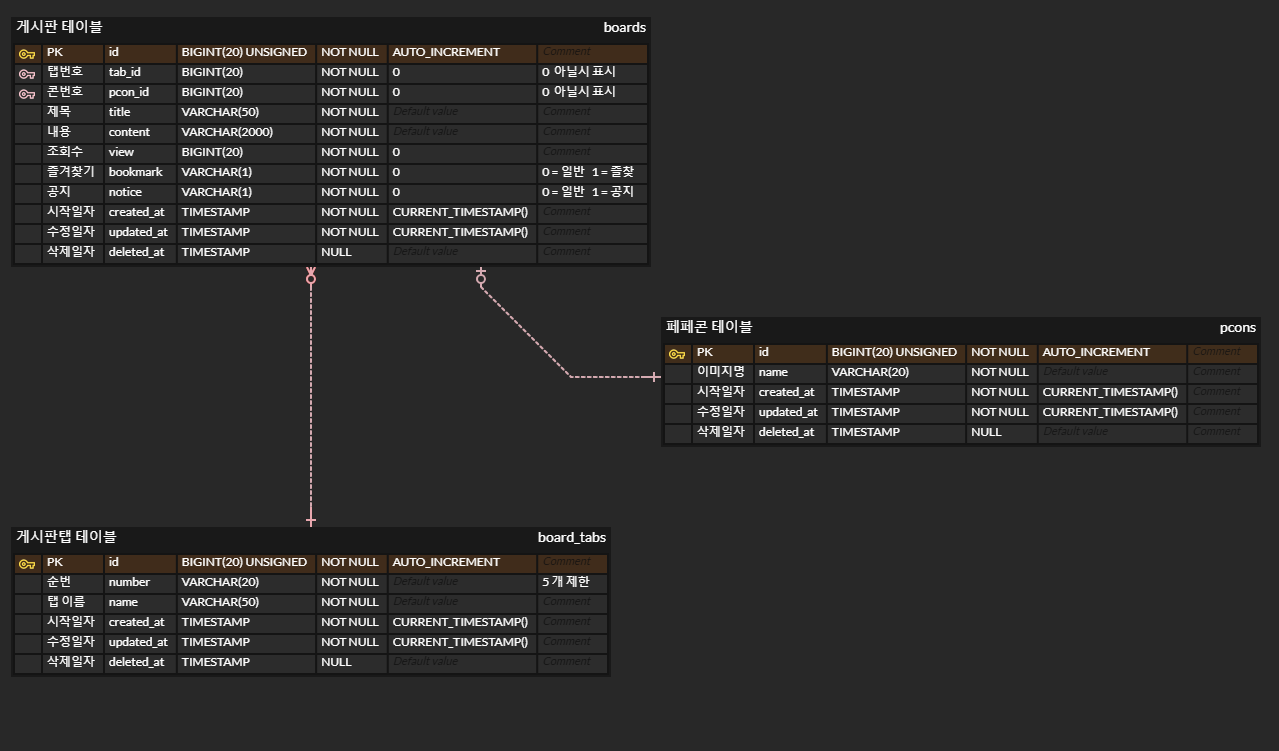 게시판 테이블 boards
PK id BIGINT(20) UNSIGNED NOT NULL AUTO_INCREMENT Comment
탭번호 tab_id BIGINT(20) NOT NULL 0 0 아닐시 표시
콘번호 pcon_id BIGINT(20) NOT NULL 0 0 아닐시 표시
제목 title VARCHAR(50) NOT NULL Default value Comment
내용 content VARCHAR(2000) NOT NULL Default value Comment
조회수 view BIGINT(20) NOT NULL 0 Comment
즐겨찾기 bookmark VARCHAR(1) NOT NULL 0 0 = 일반 1 = 즐찾
공지 notice VARCHAR(1) NOT NULL 0 0 = 일반 1 = 공지
시작일자 created_at TIMESTAMP NOT NULL CURRENT_TIMESTAMP() Comment
수정일자 updated_at TIMESTAMP NOT NULL CURRENT_TIMESTAMP() Comment
삭제일자 deleted_at TIMESTAMP NULL Default value Comment
페페콘 테이블 pcons
PK id BIGINT(20) UNSIGNED NOT NULL AUTO_INCREMENT Comment
이미지명 name VARCHAR(20) NOT NULL Default value Comment
시작일자 created_at TIMESTAMP NOT NULL CURRENT_TIMESTAMP() Comment
수정일자 updated_at TIMESTAMP NOT NULL CURRENT_TIMESTAMP() Comment
삭제일자 deleted_at TIMESTAMP NULL Default value Comment
게시판탭 테이블 board_tabs
PK id BIGINT(20) UNSIGNED NOT NULL AUTO_INCREMENT Comment
순번 number VARCHAR(20) NOT NULL Default value 5개 제한
탭 이름 name VARCHAR(50) NOT NULL Default value Comment
시작일자 created_at TIMESTAMP NOT NULL CURRENT_TIMESTAMP() Comment
수정일자 updated_at TIMESTAMP NOT NULL CURRENT_TIMESTAMP() Comment
삭제일자 deleted_at TIMESTAMP NULL Default value Comment